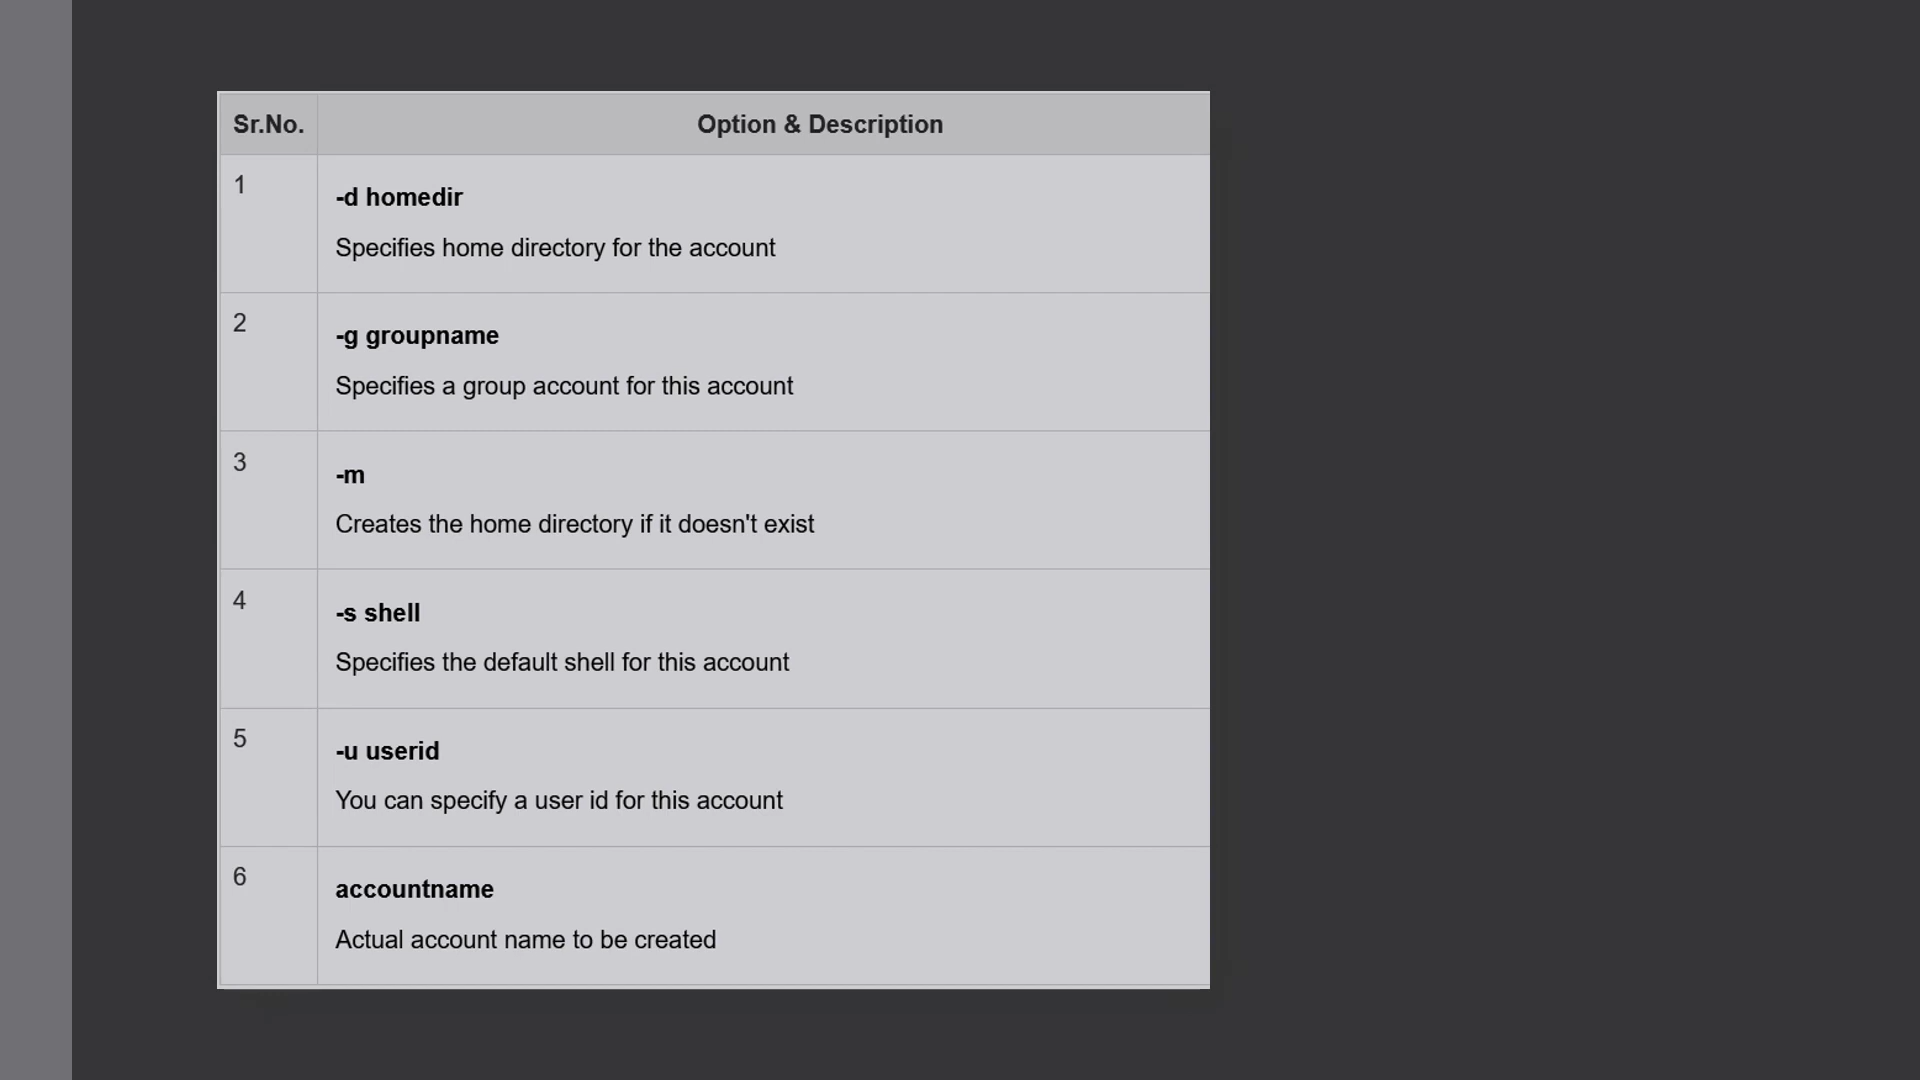 Sr.No. Option & Description
1
-d homedir
Specifies home directory for the account
2
-g groupname
Specifies a group account for this account
3
-m
Creates the home directory if it doesn't exist
4
-s shell
Specifies the default shell for this account
5
-u userid
You can specify a user id for this account
6
accountname
Actual account name to be created